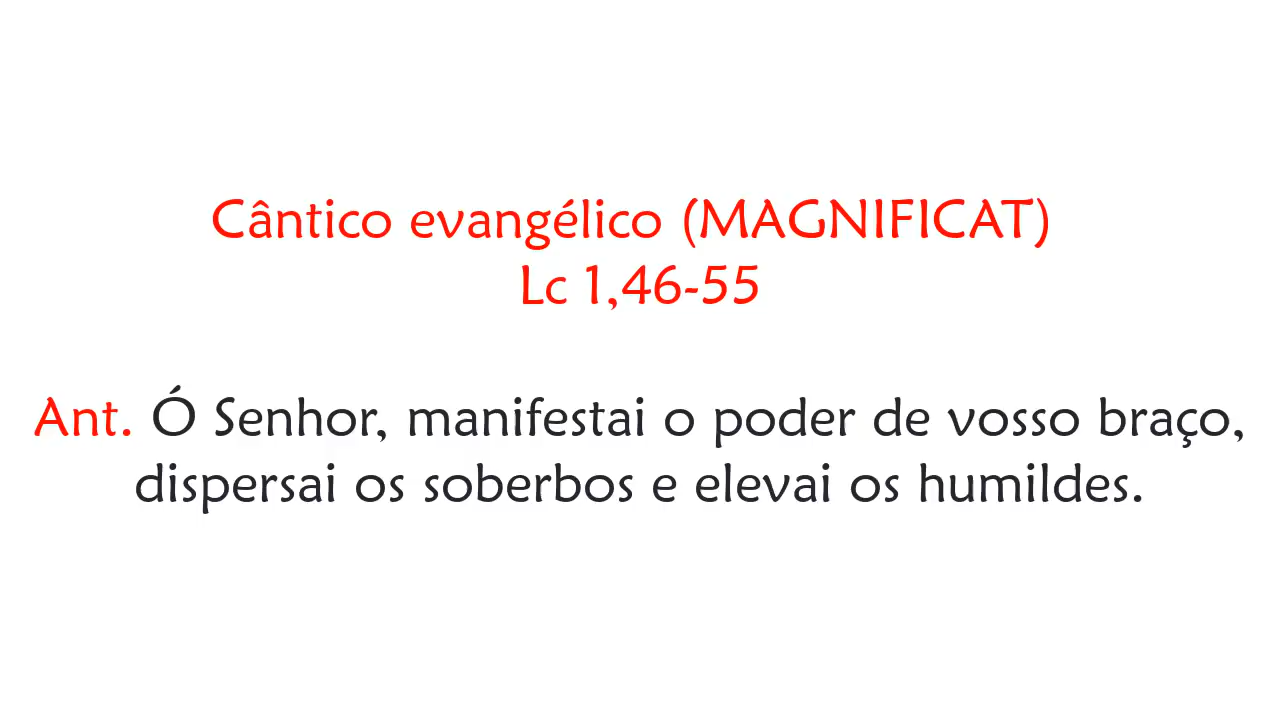 Cântico evangélico (MAGNIFICAT)
Lc 1,46-55
Ant. Ó Senhor, manifestai o poder de vosso braço,
dispersai os soberbos e elevai os humildes.